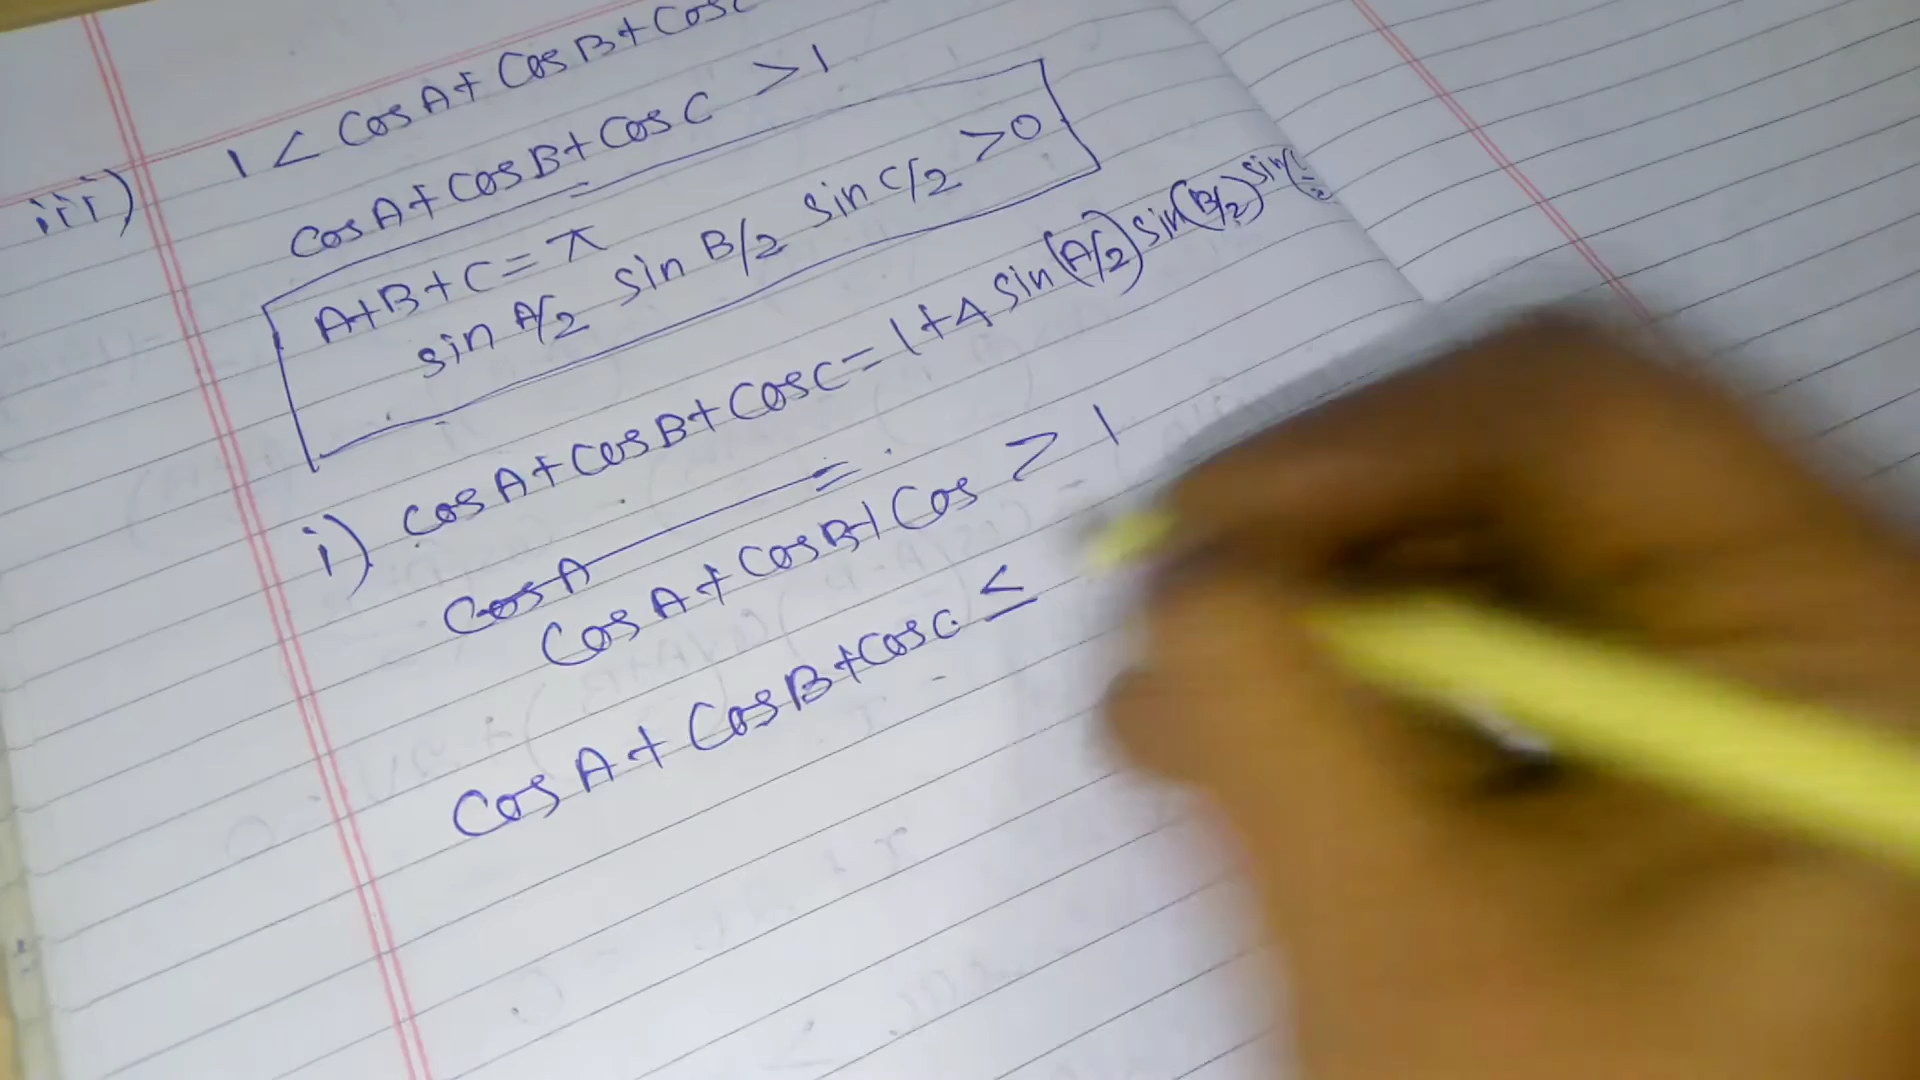 iii) 1 < cos A + cos B + cos C
cos A + cos B + cos C > 1
A + B + C = π
sin A/2 sin B/2 sin C/2 > 0
i) cos A + cos B + cos C = 1 + 4 sin(A/2) sin(B/2) sin(C/2
cos A =
cos A + cos B + cos > 1
cos A + cos B + cos C ≤